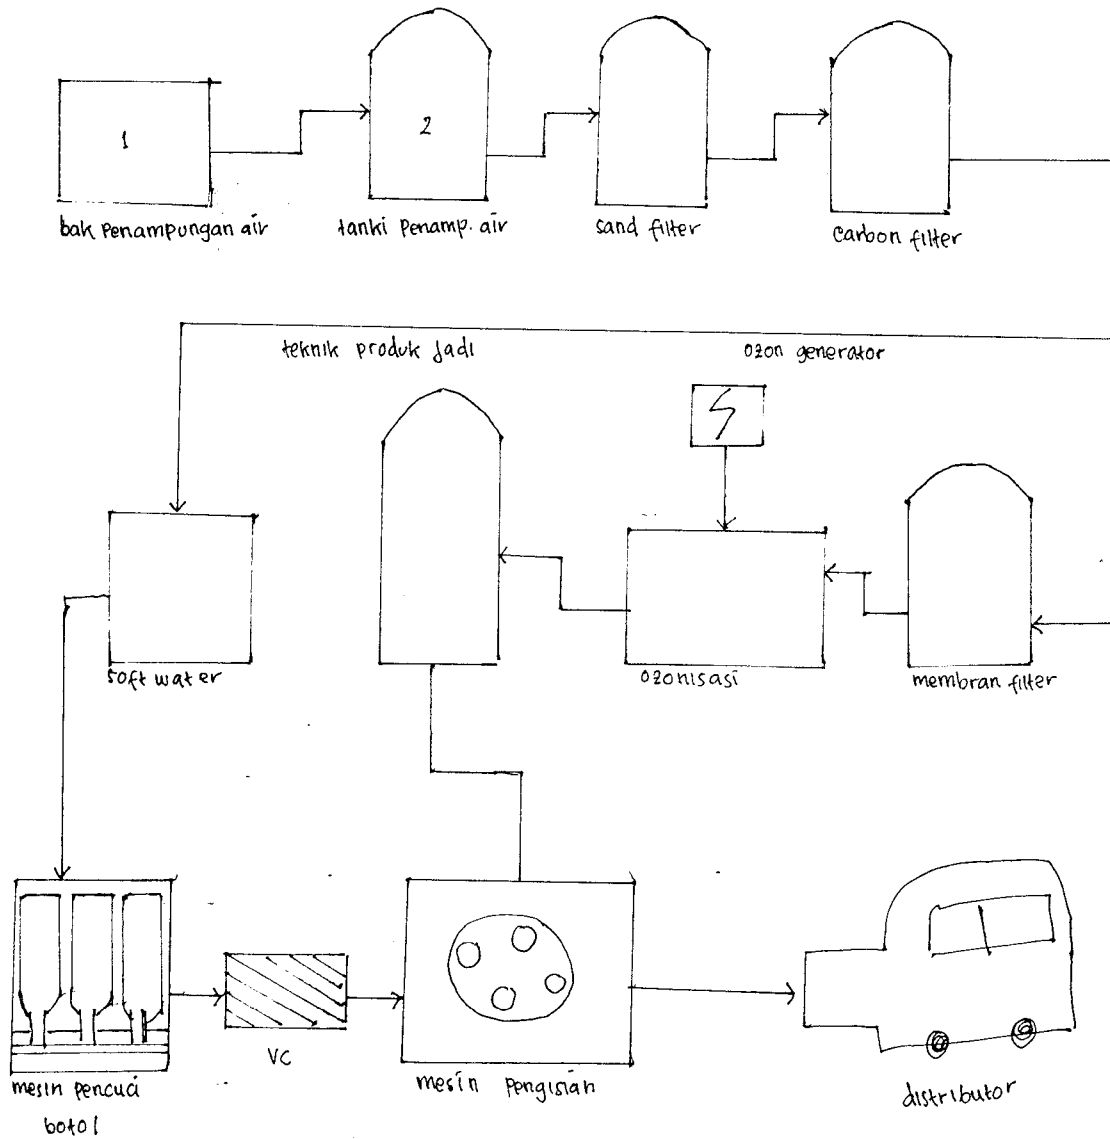 1
2
bak penampungan air
tanki penamp. air
sand filter
carbon filter
teknik produk jadi
ozon generator
soft water
ozonisasi
membran filter
mesin pencuci
botol
VC
mesin pengisian
distributor